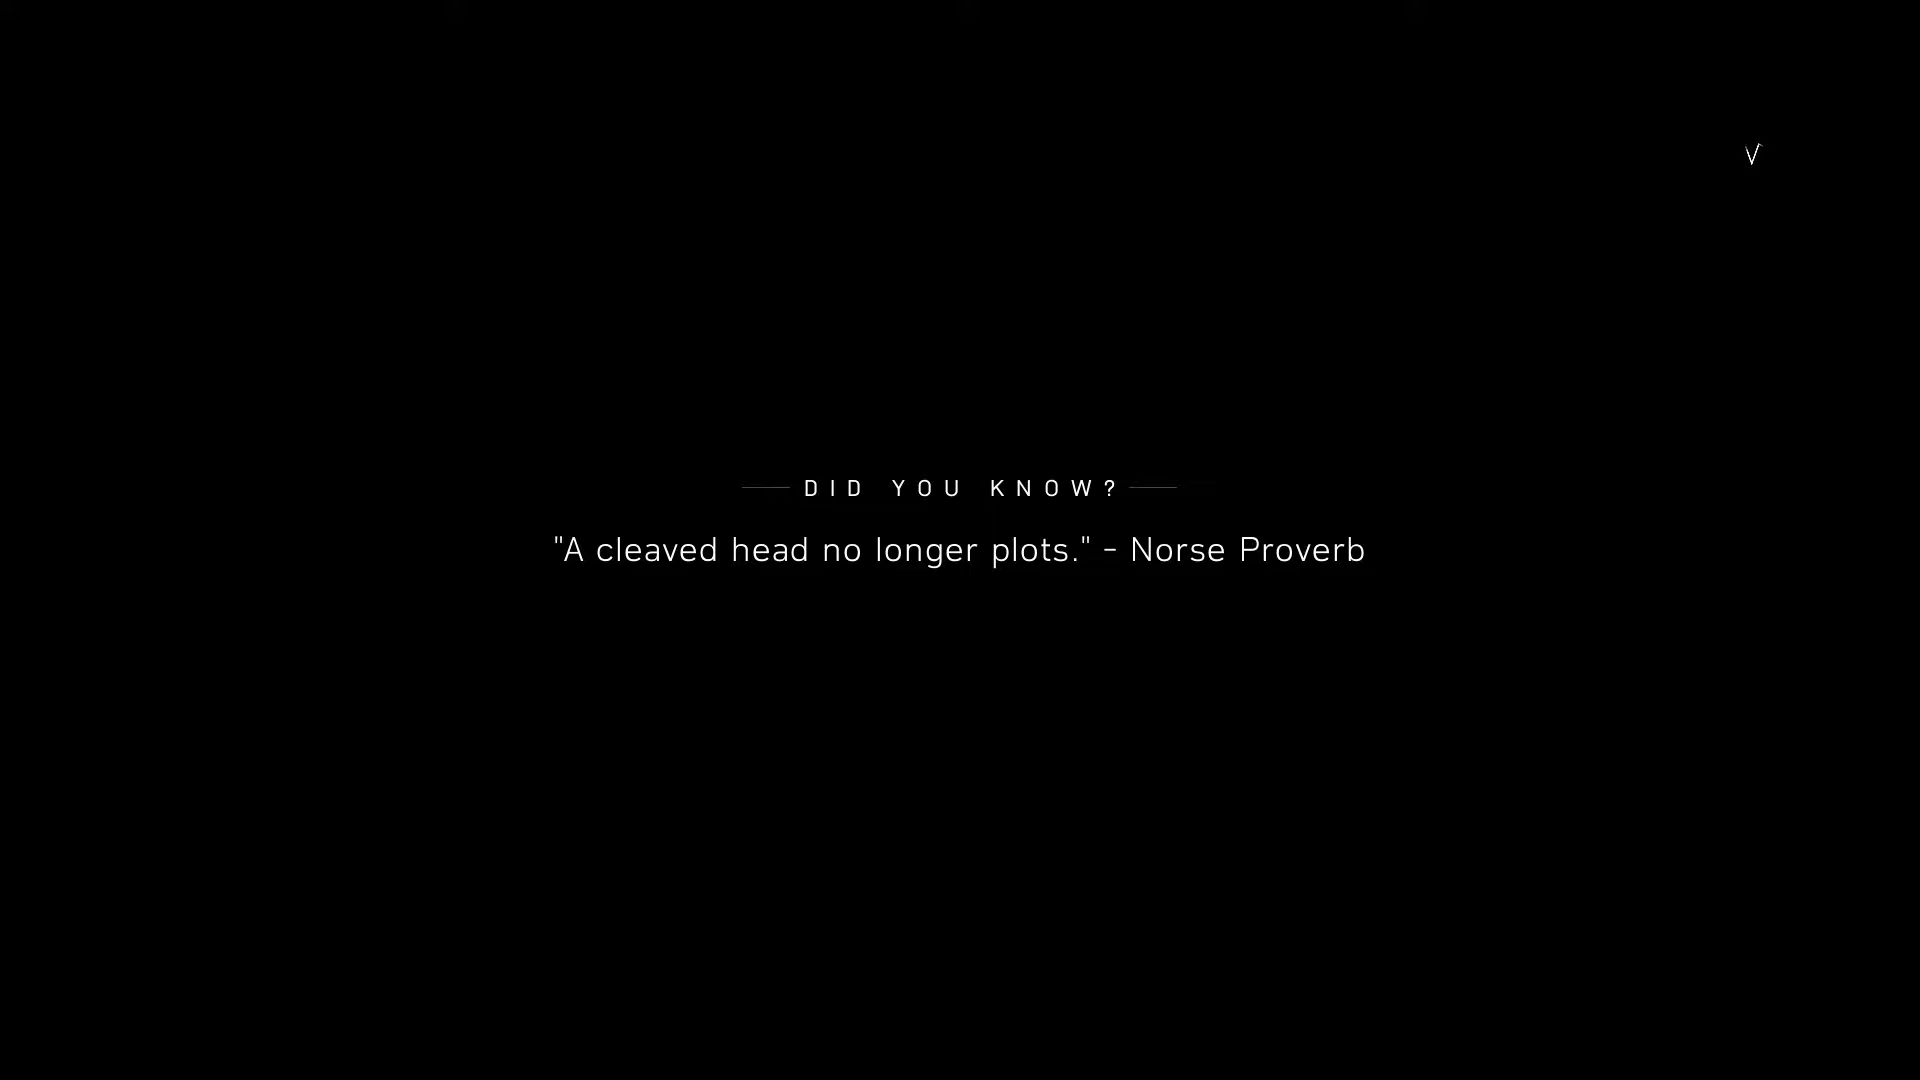 DID YOU KNOW?
"A cleaved head no longer plots." - Norse Proverb